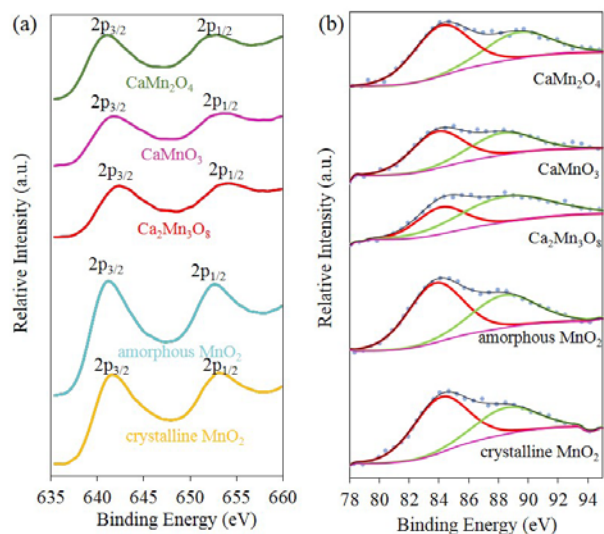 (a)
2p3/2
2p1/2
CaMn2O4
2p3/2
2p1/2
CaMnO3
2p3/2
2p1/2
Ca2Mn3O8
2p3/2
2p1/2
amorphous MnO2
2p3/2
2p1/2
crystalline MnO2
635 640 645 650 655 660
Binding Energy (eV)
Relative Intensity (a.u.)
(b)
CaMn2O4
CaMnO3
Ca2Mn3O8
amorphous MnO2
crystalline MnO2
78 80 82 84 86 88 90 92 94
Binding Energy (eV)
Relative Intensity (a.u.)